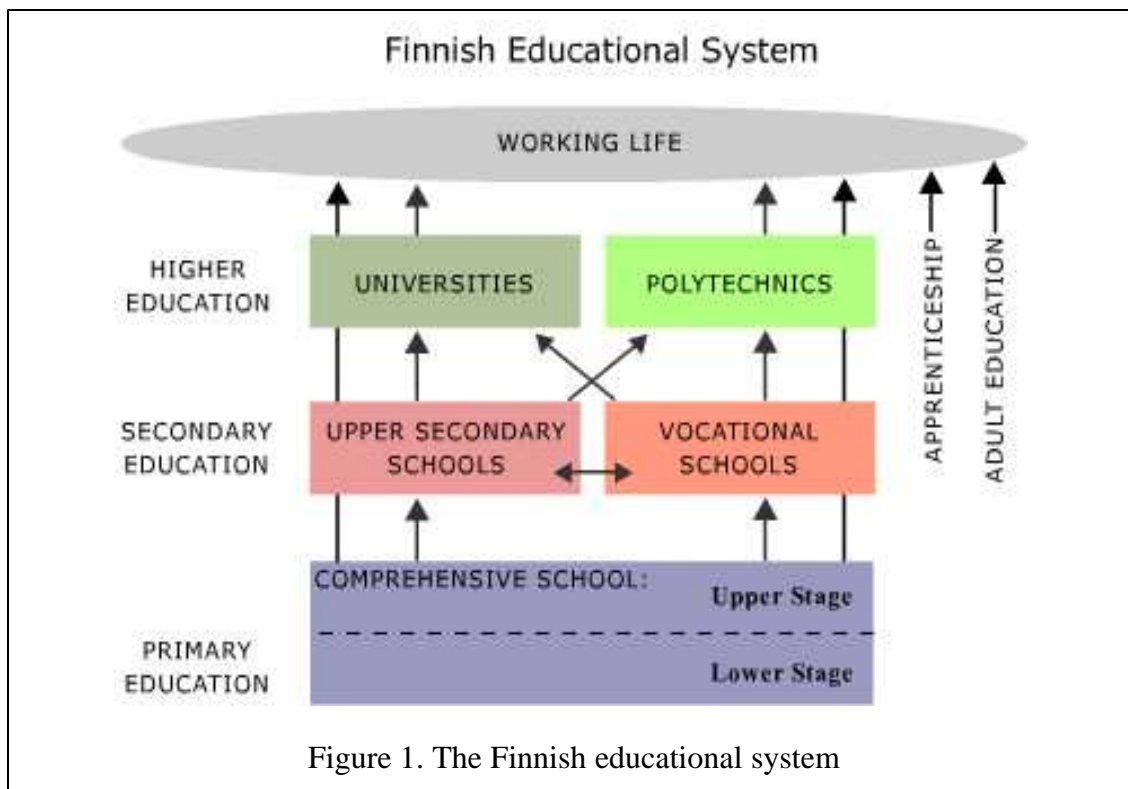 Finnish Educational System
WORKING LIFE
HIGHER
EDUCATION
UNIVERSITIES
POLYTECHNICS
APPRENTICESHIP
ADULT EDUCATION
SECONDARY
EDUCATION
UPPER SECONDARY
SCHOOLS
VOCATIONAL
SCHOOLS
COMPREHENSIVE SCHOOL:
Upper Stage
PRIMARY
EDUCATION
Lower Stage
Figure 1. The Finnish educational system